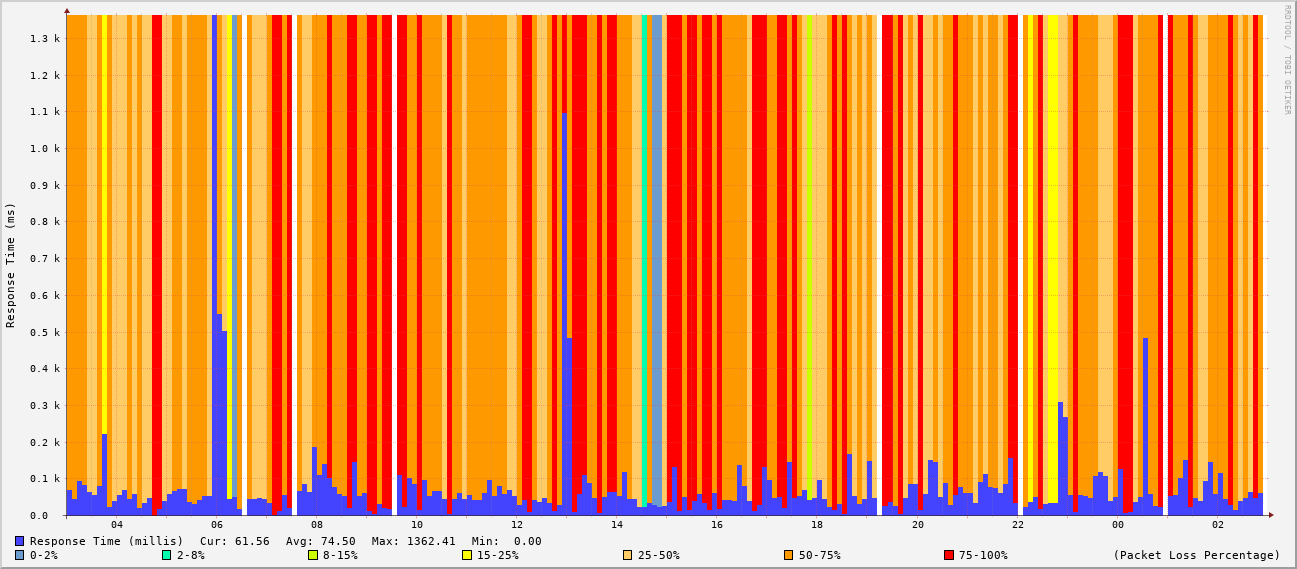 RRDTOOL / TOBI OETIKER
Response Time (ms)
1.3 k
1.2 k
1.1 k
1.0 k
0.9 k
0.8 k
0.7 k
0.6 k
0.5 k
0.4 k
0.3 k
0.2 k
0.1 k
0.0
04 06 08 10 12 14 16 18 20 22 00 02
Response Time (millis) Cur: 61.56 Avg: 74.50 Max: 1362.41 Min: 0.00
0-2% 2-8% 8-15% 15-25% 25-50% 50-75% 75-100% (Packet Loss Percentage)